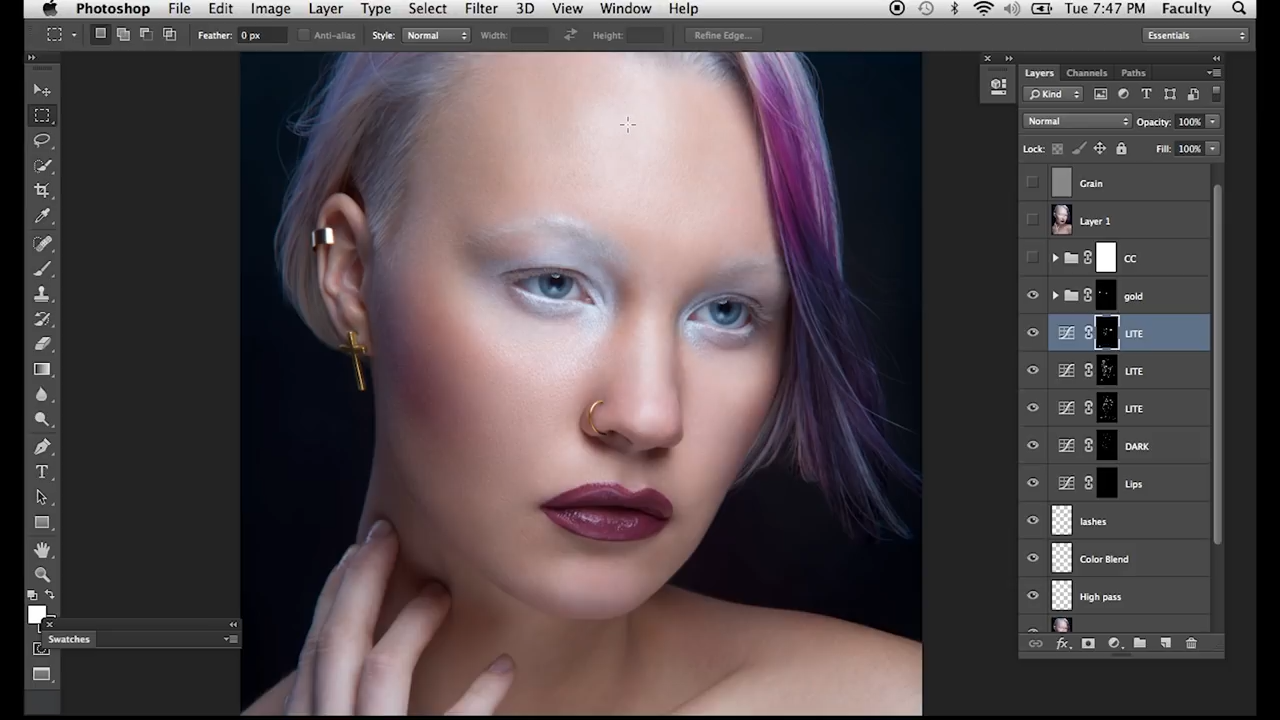 Photoshop File Edit Image Layer Type Select Filter 3D View Window Help Tue 7:47 PM Faculty
Feather: 0 px Anti-alias Style: Normal Width: Height: Refine Edge... Essentials
Layers Channels Paths
Kind
Normal Opacity: 100%
Lock: Fill: 100%
Grain
Layer 1
CC
gold
LITE
LITE
LITE
DARK
Lips
lashes
Color Blend
High pass
Swatches